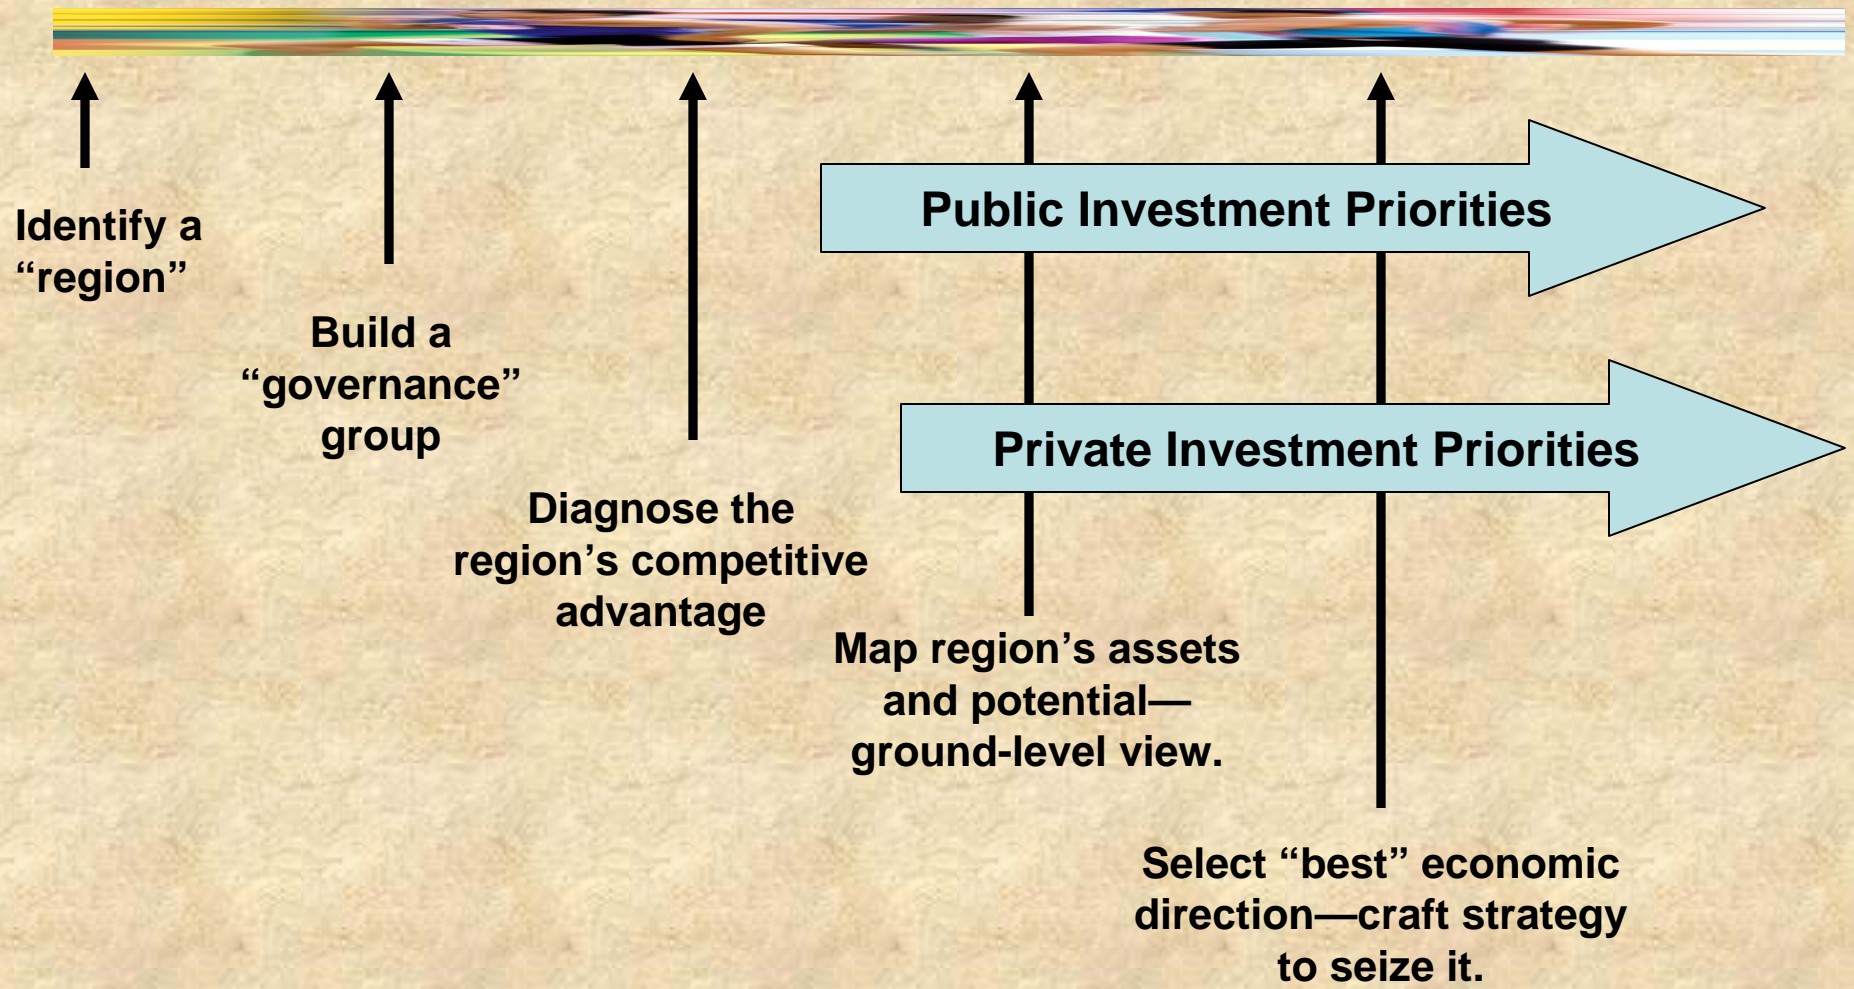 Identify a
“region”
Build a
“governance”
group
Diagnose the
region’s competitive
advantage
Public Investment Priorities
Private Investment Priorities
Map region’s assets
and potential—
ground-level view.
Select “best” economic
direction—craft strategy
to seize it.